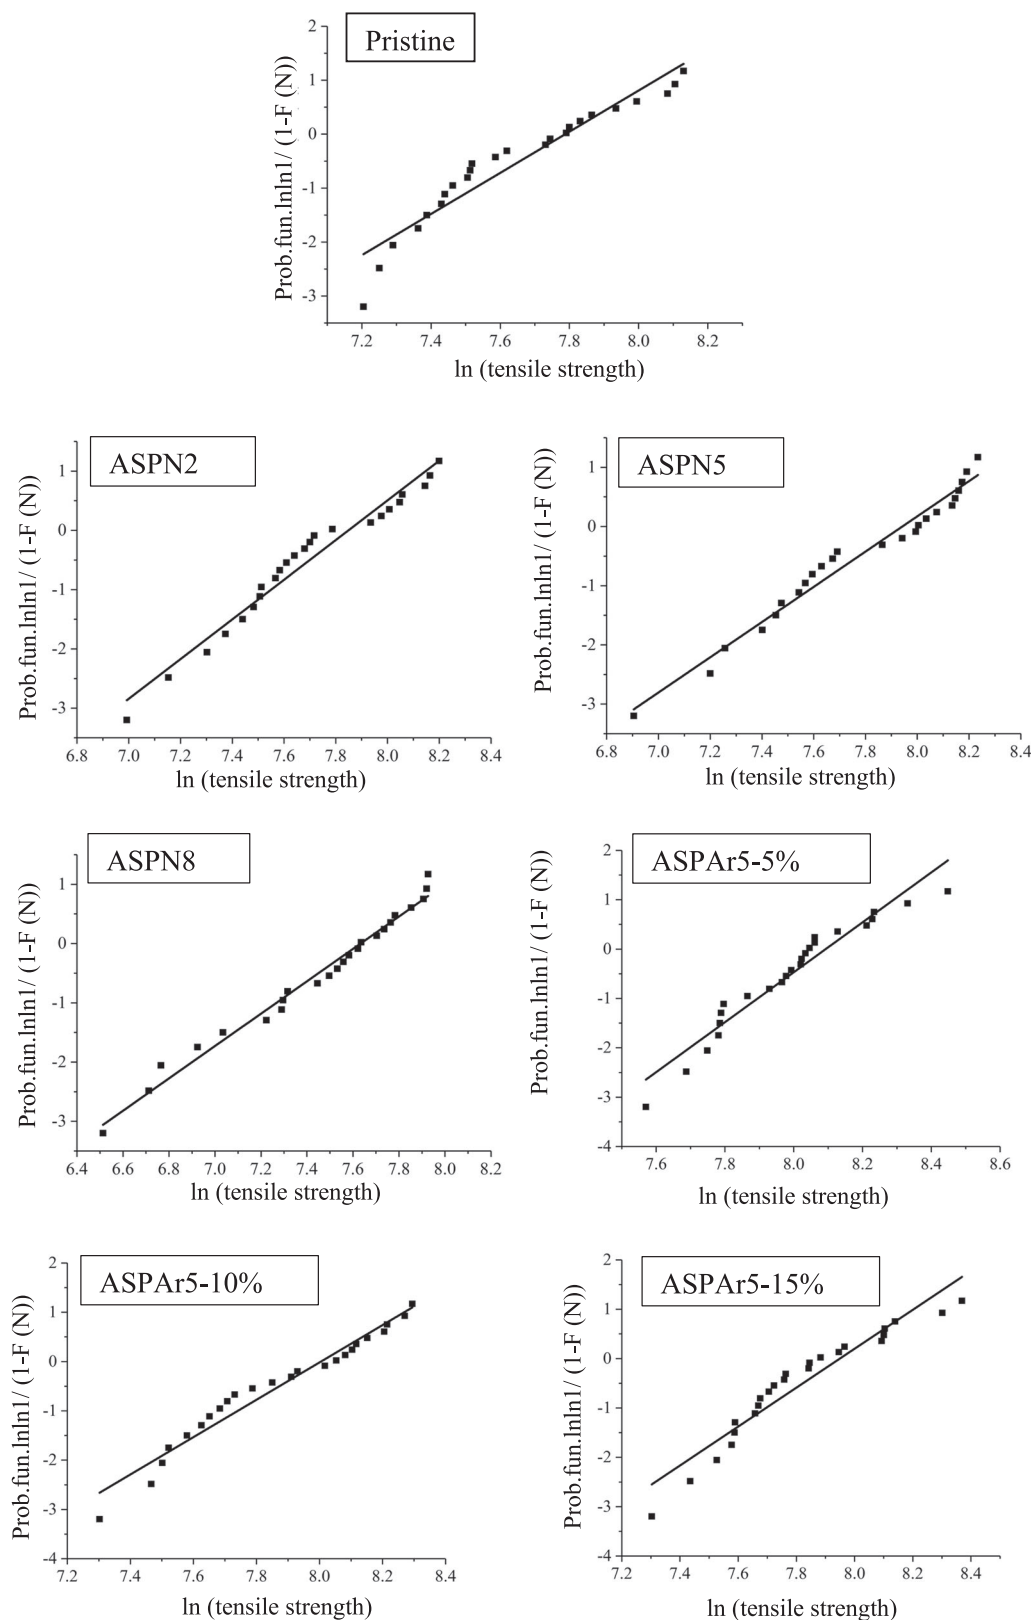 Pristine
Prob.fun.lnln1/ (1-F (N))
2
1
0
-1
-2
-3
7.2 7.4 7.6 7.8 8.0 8.2
ln (tensile strength)
ASPN2
Prob.fun.lnln1/ (1-F (N))
1
0
-1
-2
-3
6.8 7.0 7.2 7.4 7.6 7.8 8.0 8.2 8.4
ln (tensile strength)
ASPN5
Prob.fun.lnln1/ (1-F (N))
1
0
-1
-2
-3
6.8 7.0 7.2 7.4 7.6 7.8 8.0 8.2 8.4
ln (tensile strength)
ASPN8
Prob.fun.lnln1/ (1-F (N))
1
0
-1
-2
-3
6.4 6.6 6.8 7.0 7.2 7.4 7.6 7.8 8.0 8.2
ln (tensile strength)
ASPAr5-5%
Prob.fun.lnln1/ (1-F (N))
2
1
0
-1
-2
-3
-4
7.6 7.8 8.0 8.2 8.4 8.6
ln (tensile strength)
ASPAr5-10%
Prob.fun.lnln1/ (1-F (N))
2
1
0
-1
-2
-3
-4
7.2 7.4 7.6 7.8 8.0 8.2 8.4
ln (tensile strength)
ASPAr5-15%
Prob.fun.lnln1/ (1-F (N))
2
1
0
-1
-2
-3
-4
7.2 7.4 7.6 7.8 8.0 8.2 8.4
ln (tensile strength)